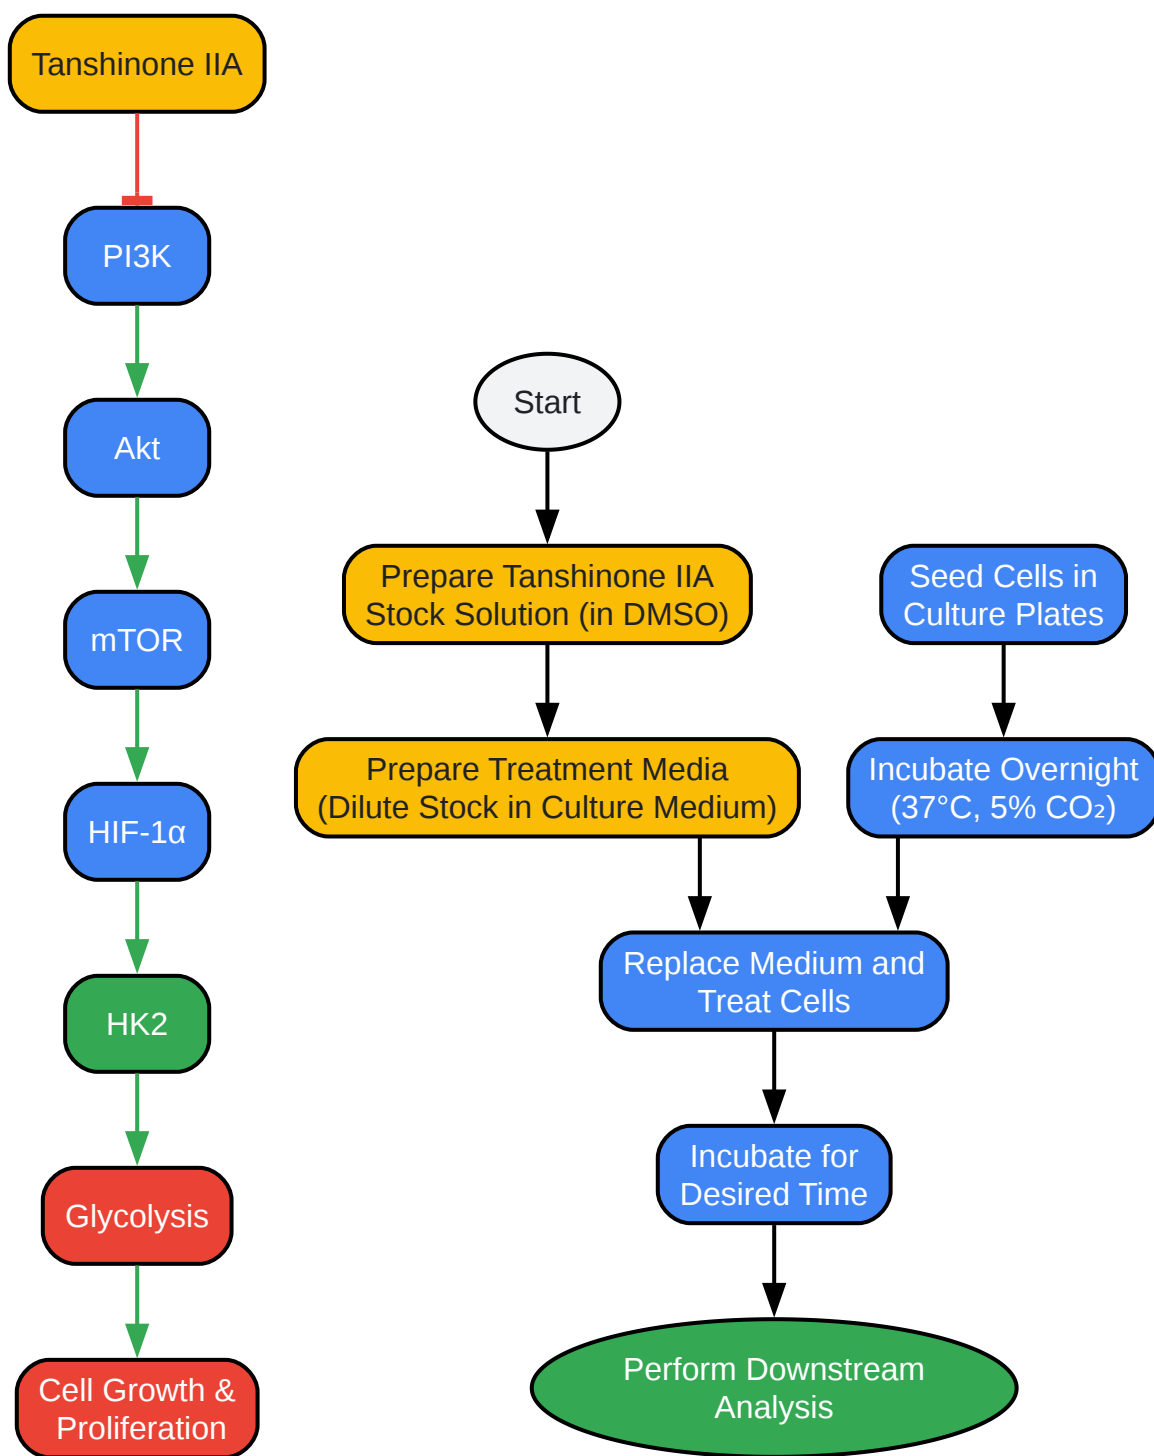 Tanshinone IIA
PI3K
Akt
mTOR
HIF-1α
HK2
Glycolysis
Cell Growth &
Proliferation
Start
Prepare Tanshinone IIA
Stock Solution (in DMSO)
Prepare Treatment Media
(Dilute Stock in Culture Medium)
Seed Cells in
Culture Plates
Incubate Overnight
(37°C, 5% CO₂)
Replace Medium and
Treat Cells
Incubate for
Desired Time
Perform Downstream
Analysis